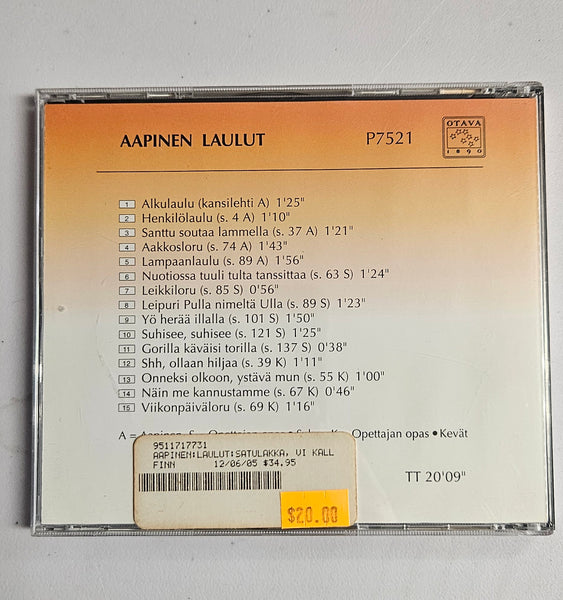 AAPINEN LAULUT P7521
OTAVA
1890
1 Alkulaulu (kansilehti A) 1'25"
2 Henkilölaulu (s. 4 A) 1'10"
3 Santtu soutaa lammella (s. 37 A) 1'21"
4 Aakkosloru (s. 74 A) 1'43"
5 Lampaanlaulu (s. 89 A) 1'56"
6 Nuotiossa tuuli tulta tanssittaa (s. 63 S) 1'24"
7 Leikkiloru (s. 85 S) 0'56"
8 Leipuri Pulla nimeltä Ulla (s. 89 S) 1'23"
9 Yö herää illalla (s. 101 S) 1'50"
10 Suhisee, suhisee (s. 121 S) 1'25"
11 Gorilla käväisi torilla (s. 137 S) 0'38"
12 Shh, ollaan hiljaa (s. 39 K) 1'11"
13 Onneksi olkoon, ystävä mun (s. 55 K) 1'00"
14 Näin me kannustamme (s. 67 K) 0'46"
15 Viikonpäiväloru (s. 69 K) 1'16"
A = Aapinen, S = Opettajan opas • Syksy, K = Opettajan opas • Kevät
9511717731
AAPINEN:LAULUT:SATULAKKA, VI KALL
FINN 12/06/05 $34.95
$20.00
TT 20'09"